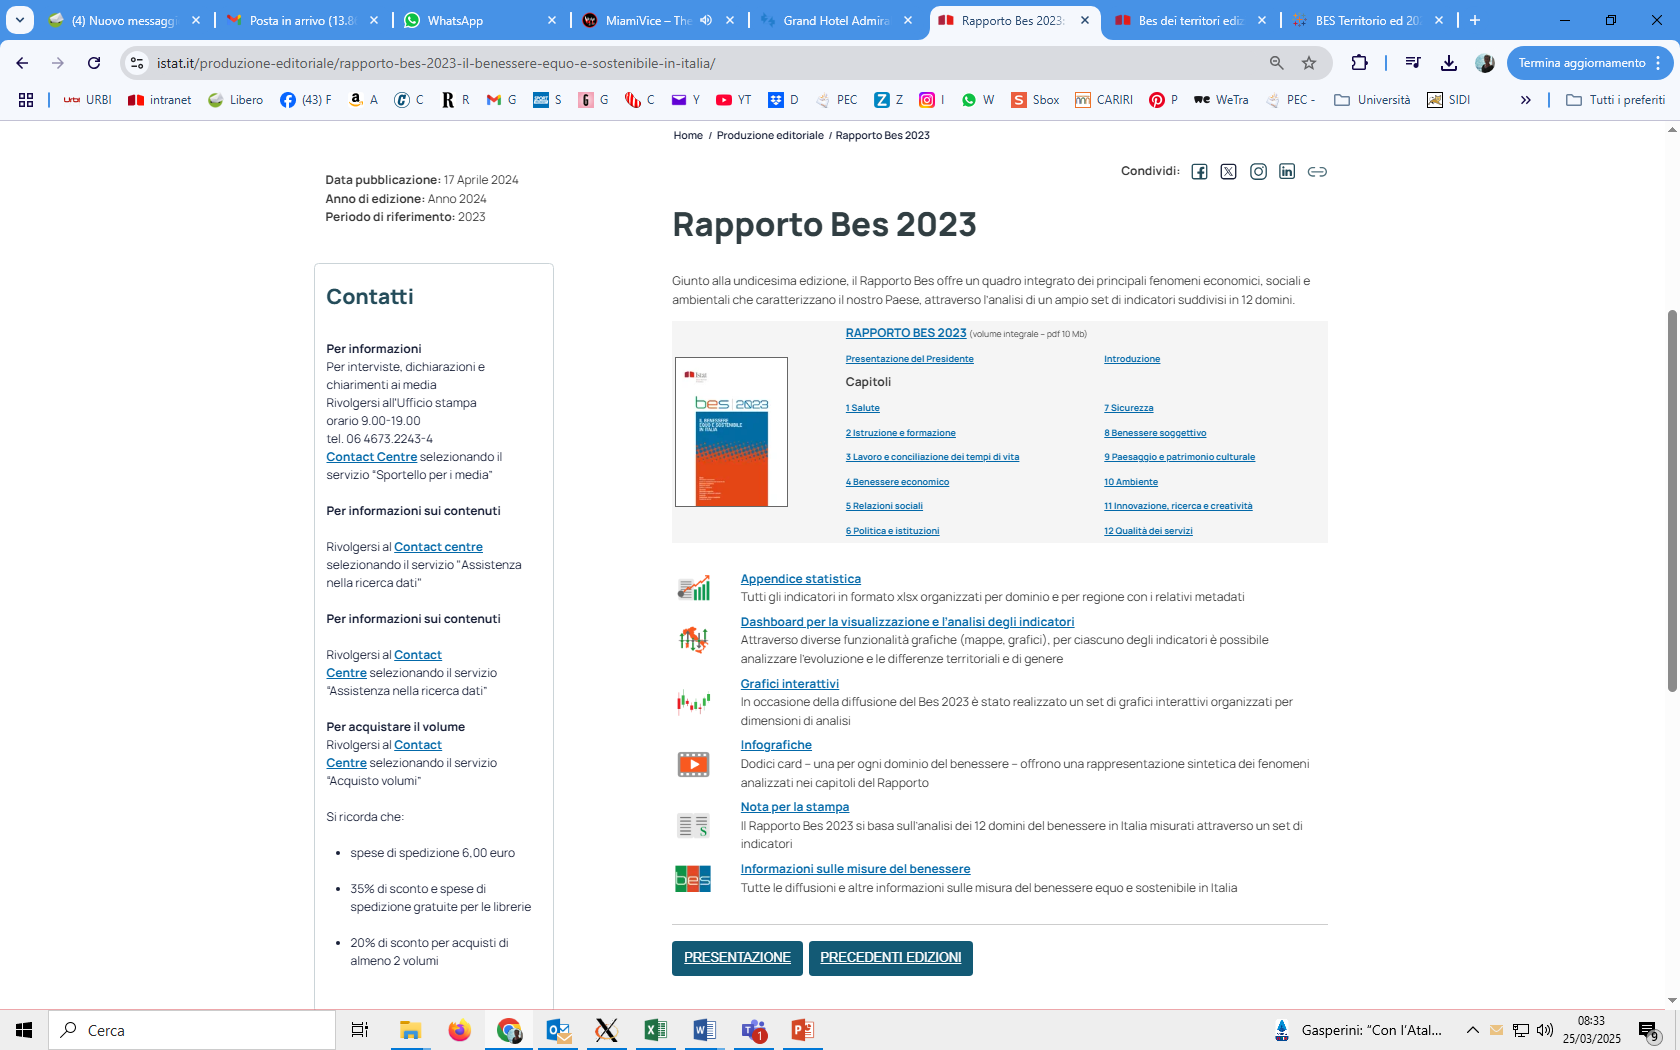 (4) Nuovo messaggi
Posta in arrivo (13.8
WhatsApp
MiamiVice – The
Grand Hotel Admira
Rapporto Bes 2023:
Bes dei territori edi
BES Territorio ed 20
istat.it/produzione-editoriale/rapporto-bes-2023-il-benessere-equo-e-sostenibile-in-italia/
Termina aggiornamento
URBI
intranet
Libero
(43) F
A
C
R
G
S
G
C
Y
YT
D
PEC
Z
I
W
Sbox
CARIRI
P
WeTra
PEC -
Università
SIDI
Tutti i preferiti
Home / Produzione editoriale / Rapporto Bes 2023
Condividi:
Data pubblicazione: 17 Aprile 2024
Anno di edizione: Anno 2024
Periodo di riferimento: 2023
Contatti
Per informazioni
Per interviste, dichiarazioni e
chiarimenti ai media
Rivolgersi all'Ufficio stampa
orario 9.00-19.00
tel. 06 4673.2243-4
Contact Centre selezionando il
servizio “Sportello per i media”
Per informazioni sui contenuti
Rivolgersi al Contact centre
selezionando il servizio "Assistenza
nella ricerca dati"
Per informazioni sui contenuti
Rivolgersi al Contact
Centre selezionando il servizio
“Assistenza nella ricerca dati”
Per acquistare il volume
Rivolgersi al Contact
Centre selezionando il servizio
“Acquisto volumi”
Si ricorda che:
• spese di spedizione 6,00 euro
• 35% di sconto e spese di
spedizione gratuite per le librerie
• 20% di sconto per acquisti di
almeno 2 volumi
Rapporto Bes 2023
Giunto alla undicesima edizione, il Rapporto Bes offre un quadro integrato dei principali fenomeni economici, sociali e
ambientali che caratterizzano il nostro Paese, attraverso l'analisi di un ampio set di indicatori suddivisi in 12 domini.
Istat
bes 2023
IL BENESSERE
EQUO E SOSTENIBILE
IN ITALIA
RAPPORTO BES 2023 (volume integrale – pdf 10 Mb)
Presentazione del Presidente
Introduzione
Capitoli
1 Salute
7 Sicurezza
2 Istruzione e formazione
8 Benessere soggettivo
3 Lavoro e conciliazione dei tempi di vita
9 Paesaggio e patrimonio culturale
4 Benessere economico
10 Ambiente
5 Relazioni sociali
11 Innovazione, ricerca e creatività
6 Politica e istituzioni
12 Qualità dei servizi
Appendice statistica
Tutti gli indicatori in formato xlsx organizzati per dominio e per regione con i relativi metadati
Dashboard per la visualizzazione e l'analisi degli indicatori
Attraverso diverse funzionalità grafiche (mappe, grafici), per ciascuno degli indicatori è possibile
analizzare l'evoluzione e le differenze territoriali e di genere
Grafici interattivi
In occasione della diffusione del Bes 2023 è stato realizzato un set di grafici interattivi organizzati per
dimensioni di analisi
Infografiche
Dodici card – una per ogni dominio del benessere – offrono una rappresentazione sintetica dei fenomeni
analizzati nei capitoli del Rapporto
Nota per la stampa
Il Rapporto Bes 2023 si basa sull'analisi dei 12 domini del benessere in Italia misurati attraverso un set di
indicatori
bes
Informazioni sulle misure del benessere
Tutte le diffusioni e altre informazioni sulle misura del benessere equo e sostenibile in Italia
PRESENTAZIONE
PRECEDENTI EDIZIONI
Cerca
Gasperini: “Con l'Atal...
08:33
25/03/2025